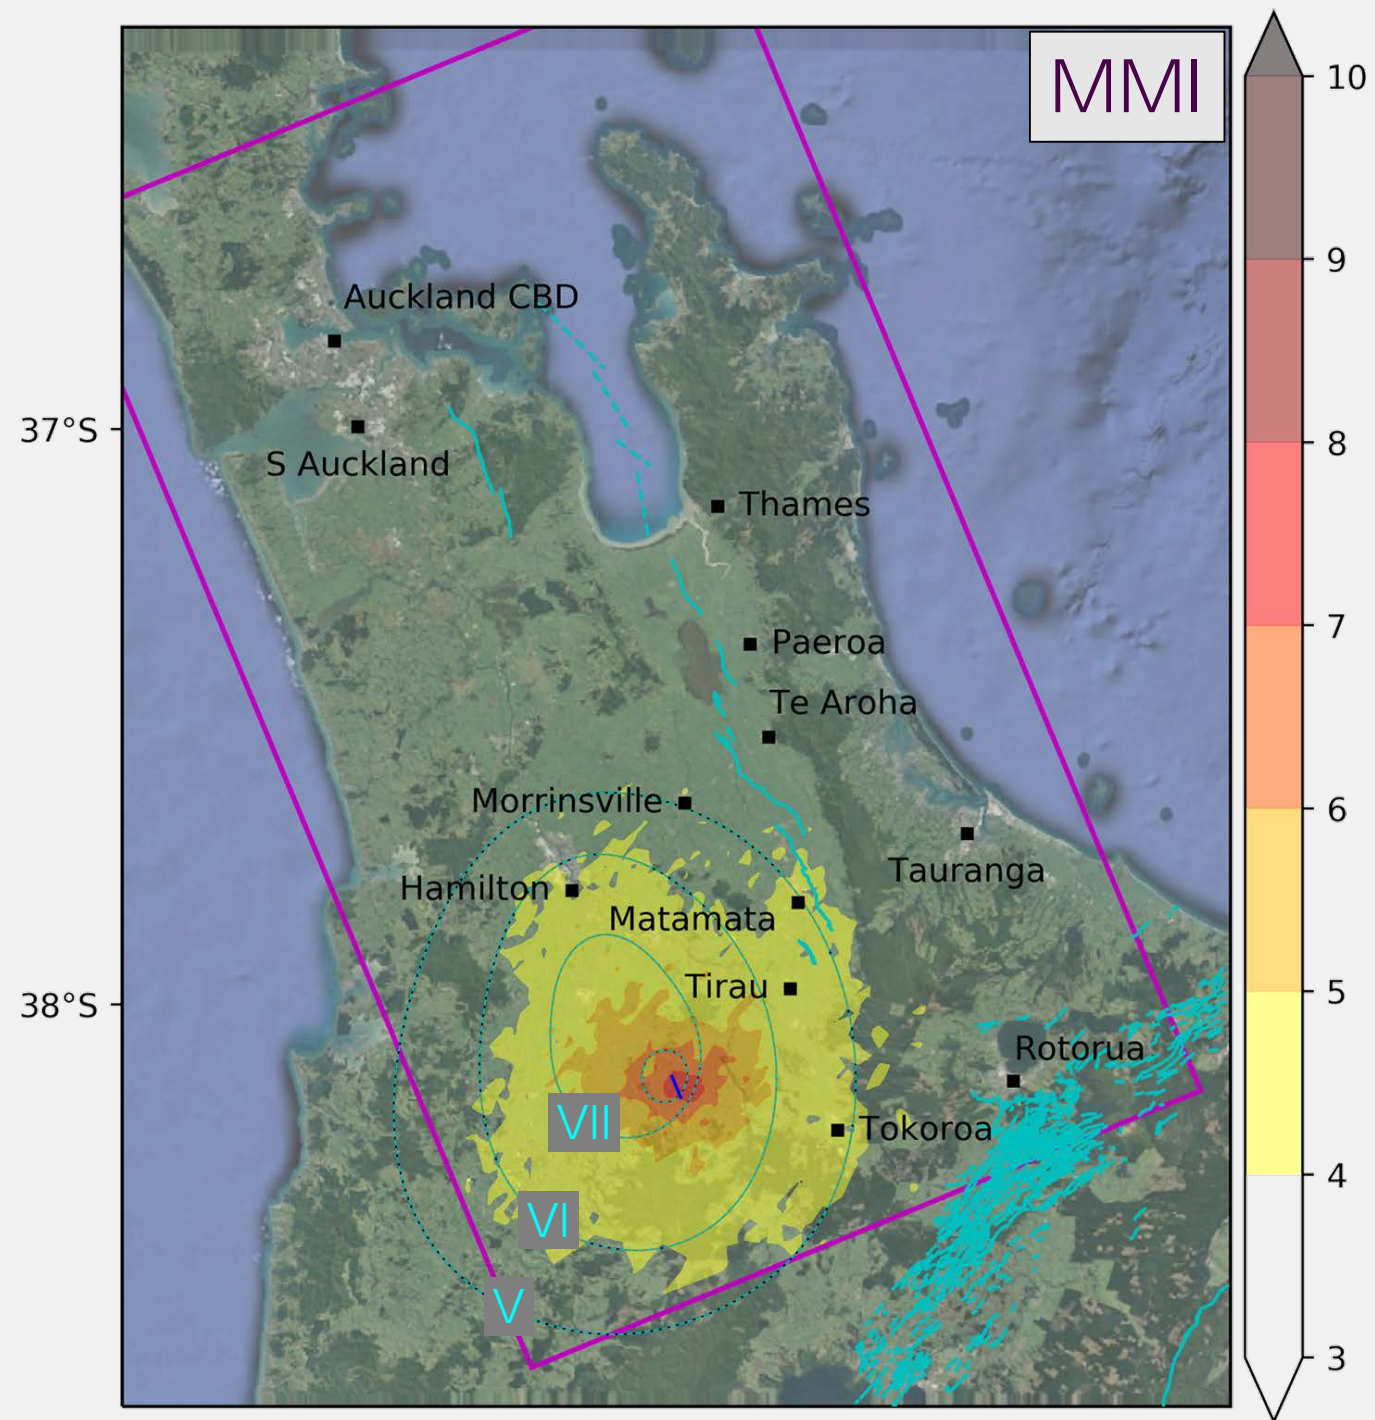 MMI
10
9
Auckland CBD
37°S
8
S Auckland
Thames
7
Paeroa
Te Aroha
Morrinsville
6
Tauranga
Hamilton
Matamata
Tirau
38°S
5
Rotorua
VII
Tokoroa
4
VI
V
3